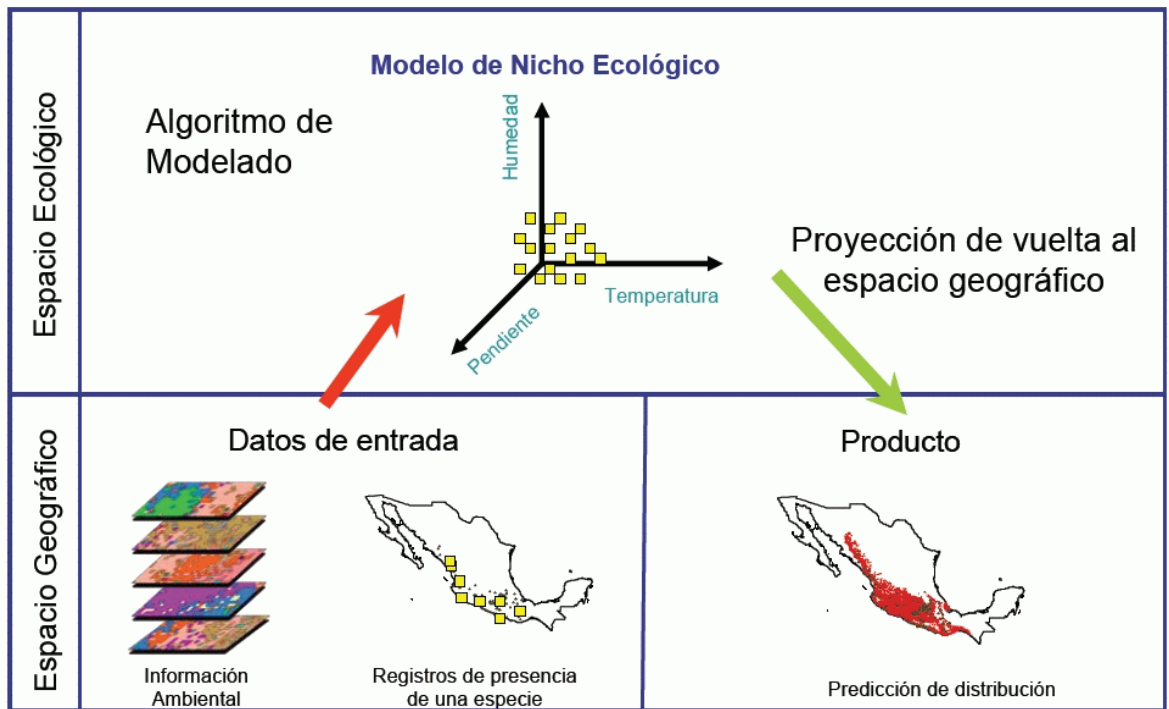 Espacio Ecológico
Modelo de Nicho Ecológico
Algoritmo de
Modelado
Humedad
Temperatura
Pendiente
Proyección de vuelta al
espacio geográfico
Espacio Geográfico
Datos de entrada
Información
Ambiental
Registros de presencia
de una especie
Producto
Predicción de distribución